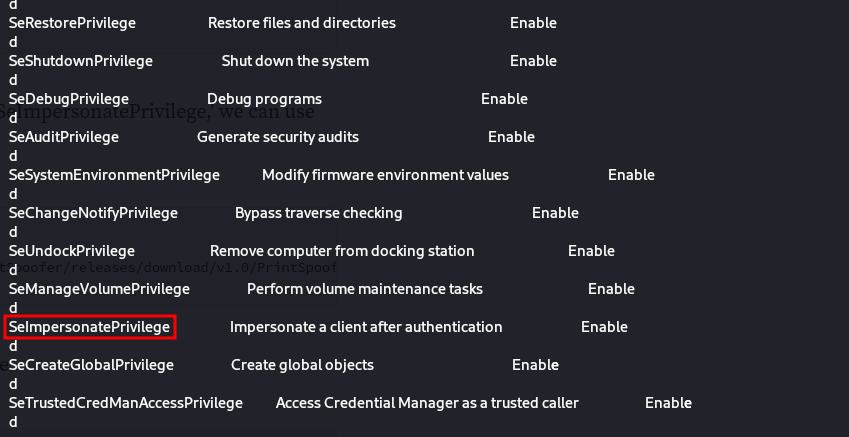 d
SeRestorePrivilege Restore files and directories Enable
d
SeShutdownPrivilege Shut down the system Enable
d
SeDebugPrivilege Debug programs Enable
SeImpersonatePrivilege, we can use
d
SeAuditPrivilege Generate security audits Enable
d
SeSystemEnvironmentPrivilege Modify firmware environment values Enable
d
SeChangeNotifyPrivilege Bypass traverse checking Enable
d
SeUndockPrivilege Remove computer from docking station Enable
d
tSpoofer/releases/download/v1.0/PrintSpoof
SeManageVolumePrivilege Perform volume maintenance tasks Enable
d
SeImpersonatePrivilege Impersonate a client after authentication Enable
d
SeCreateGlobalPrivilege Create global objects Enable
d
SeTrustedCredManAccessPrivilege Access Credential Manager as a trusted caller Enable
d